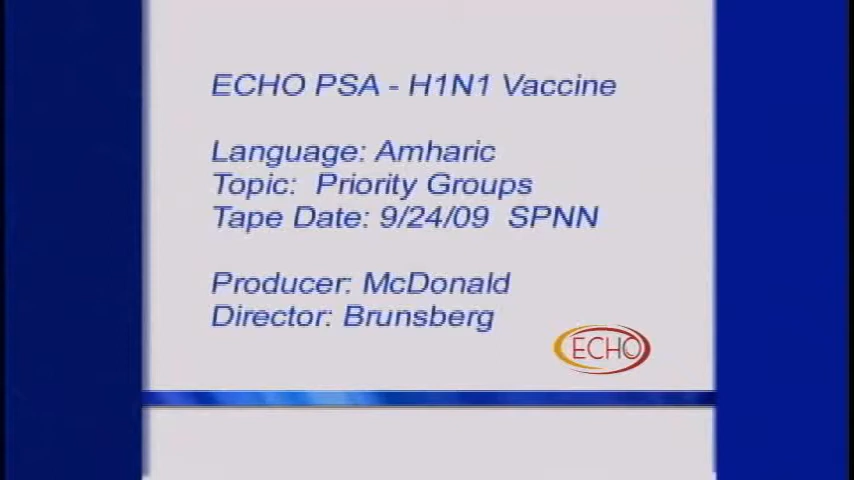 ECHO PSA - H1N1 Vaccine
Language: Amharic
Topic: Priority Groups
Tape Date: 9/24/09 SPNN
Producer: McDonald
Director: Brunsberg
ECHO